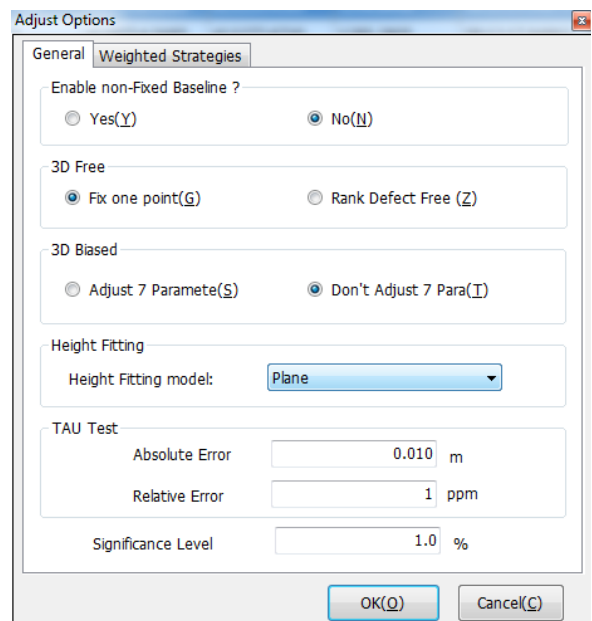 Adjust Options
General Weighted Strategies
Enable non-Fixed Baseline ?
Yes(Y) No(N)
3D Free
Fix one point(G) Rank Defect Free (Z)
3D Biased
Adjust 7 Paramete(S) Don't Adjust 7 Para(T)
Height Fitting
Height Fitting model: Plane
TAU Test
Absolute Error 0.010 m
Relative Error 1 ppm
Significance Level 1.0 %
OK(O) Cancel(C)